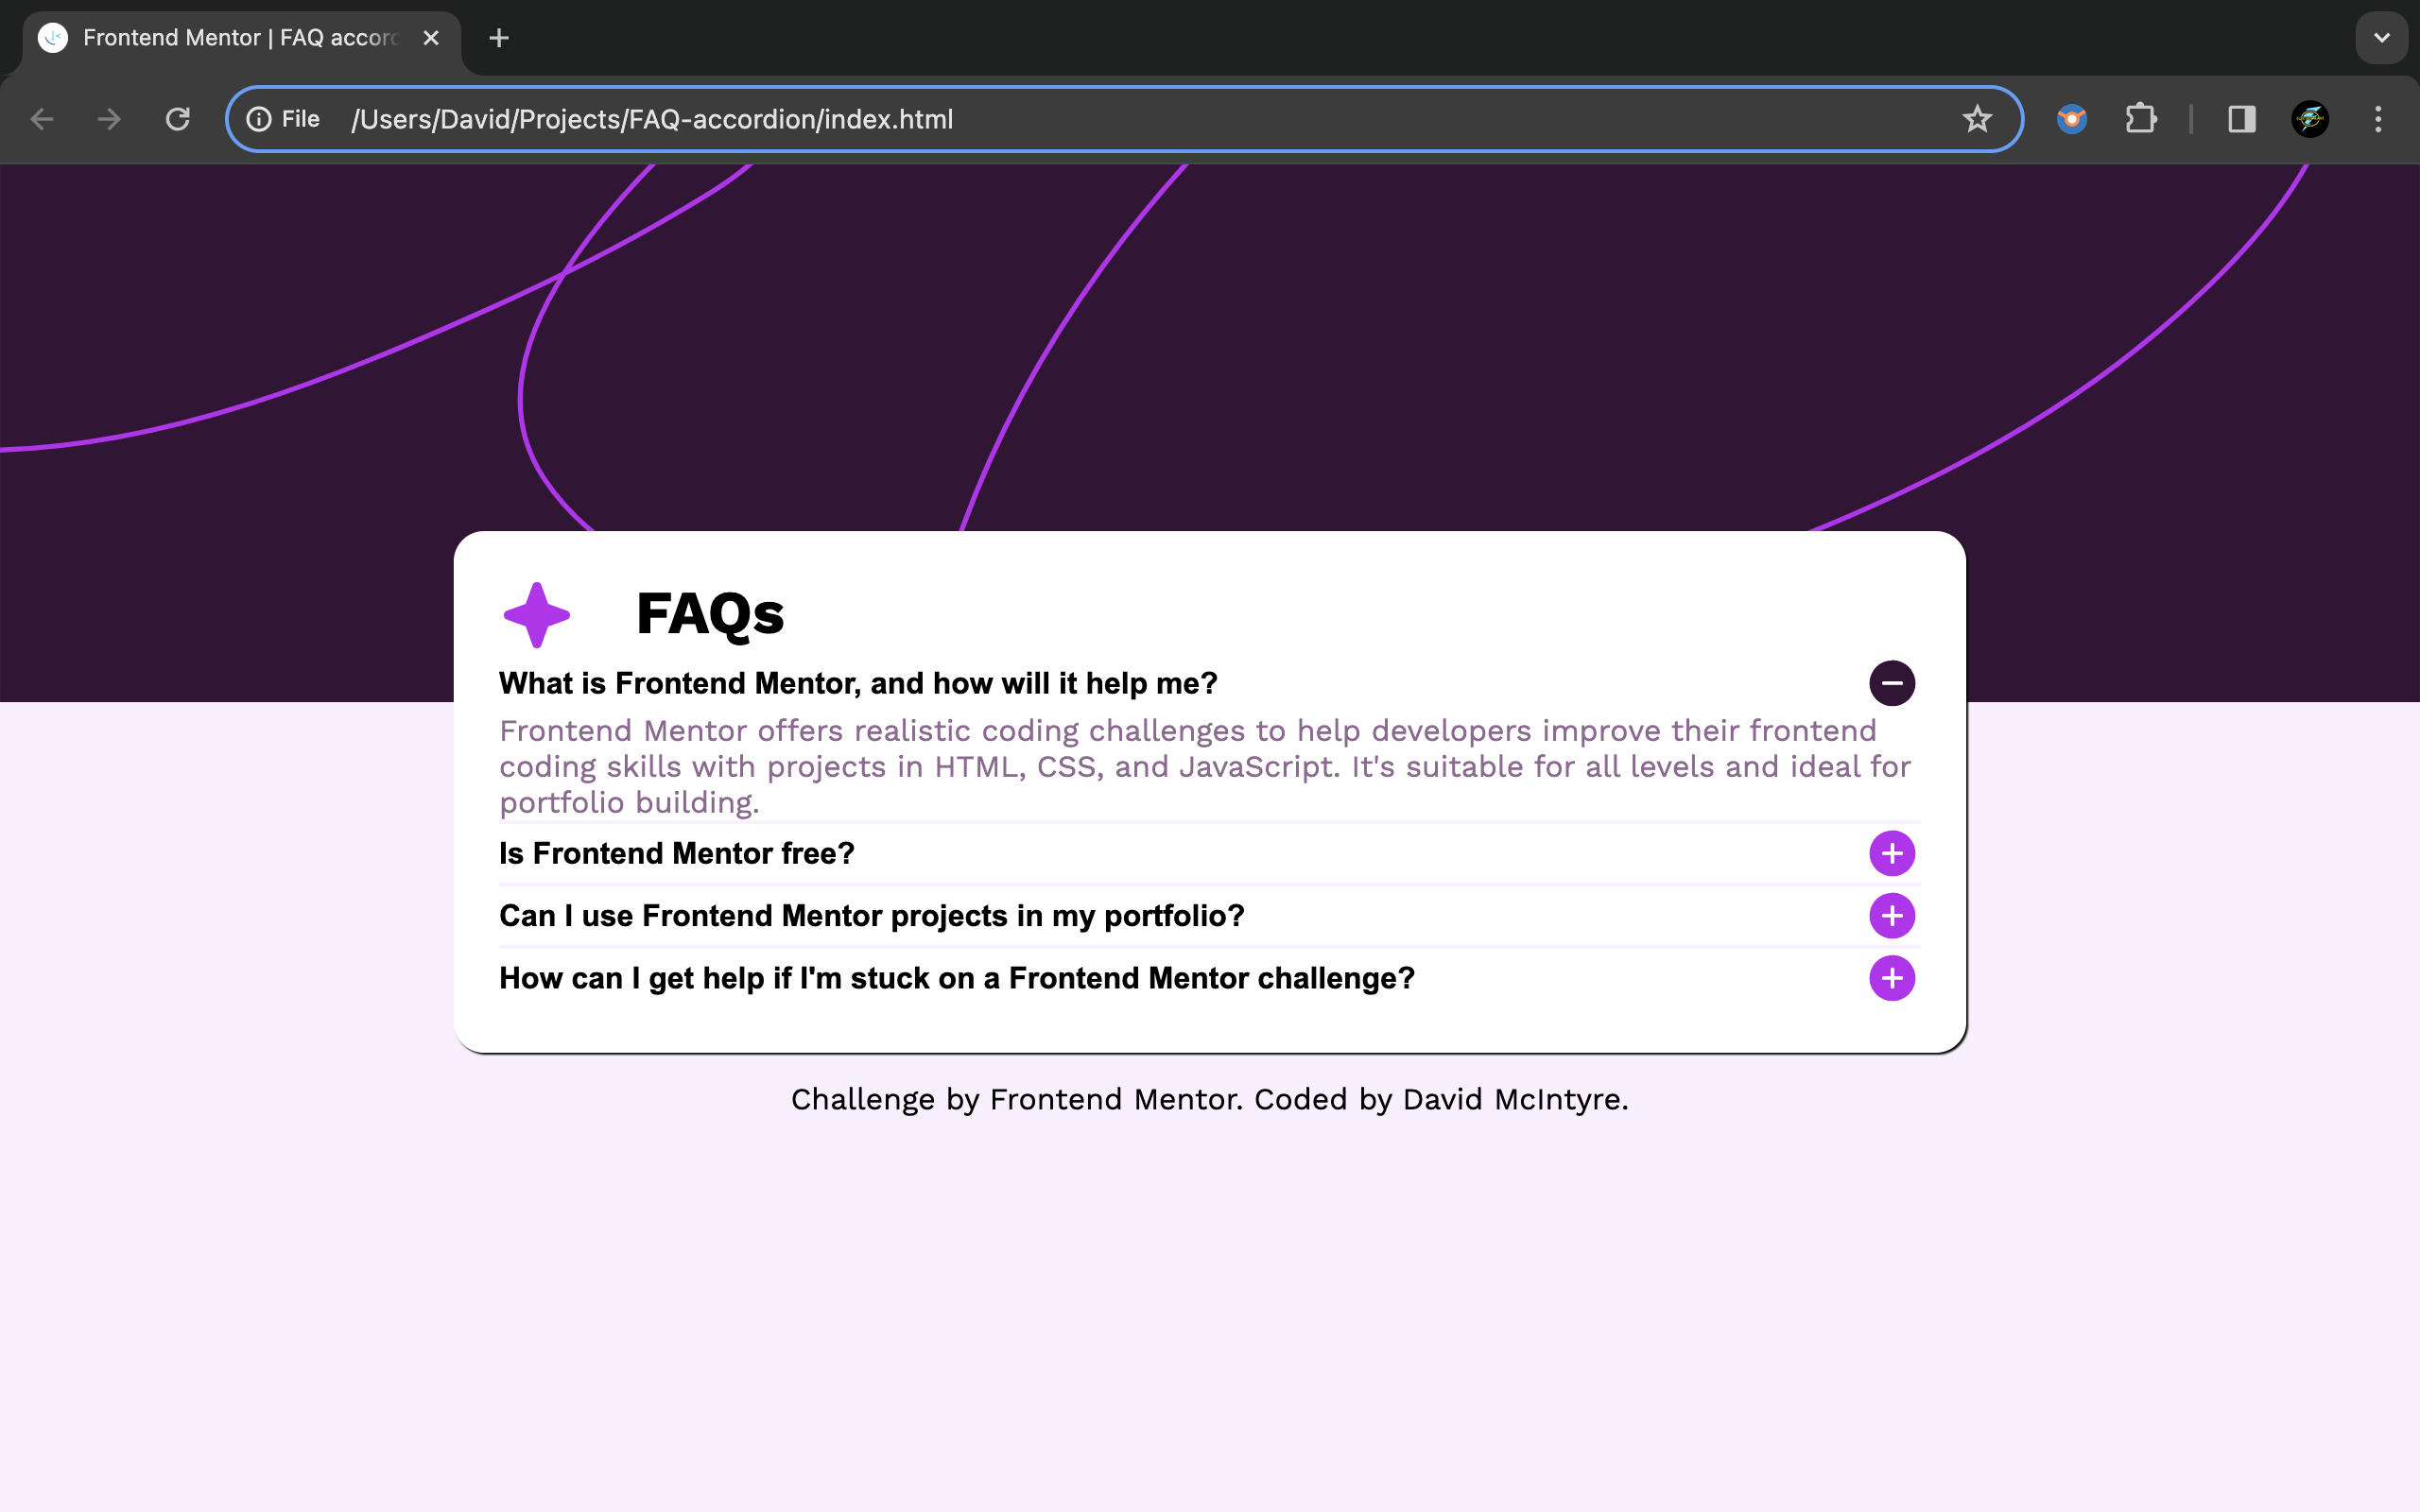 Frontend Mentor | FAQ accor
File /Users/David/Projects/FAQ-accordion/index.html
FAQs
What is Frontend Mentor, and how will it help me?
Frontend Mentor offers realistic coding challenges to help developers improve their frontend
coding skills with projects in HTML, CSS, and JavaScript. It's suitable for all levels and ideal for
portfolio building.
Is Frontend Mentor free?
Can I use Frontend Mentor projects in my portfolio?
How can I get help if I'm stuck on a Frontend Mentor challenge?
Challenge by Frontend Mentor. Coded by David McIntyre.